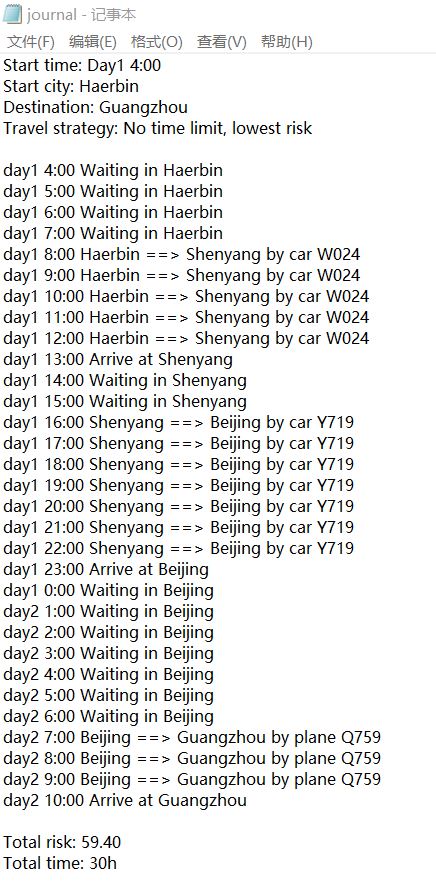 journal - 记事本
文件(F) 编辑(E) 格式(O) 查看(V) 帮助(H)
Start time: Day1 4:00
Start city: Haerbin
Destination: Guangzhou
Travel strategy: No time limit, lowest risk
day1 4:00 Waiting in Haerbin
day1 5:00 Waiting in Haerbin
day1 6:00 Waiting in Haerbin
day1 7:00 Waiting in Haerbin
day1 8:00 Haerbin ==> Shenyang by car W024
day1 9:00 Haerbin ==> Shenyang by car W024
day1 10:00 Haerbin ==> Shenyang by car W024
day1 11:00 Haerbin ==> Shenyang by car W024
day1 12:00 Haerbin ==> Shenyang by car W024
day1 13:00 Arrive at Shenyang
day1 14:00 Waiting in Shenyang
day1 15:00 Waiting in Shenyang
day1 16:00 Shenyang ==> Beijing by car Y719
day1 17:00 Shenyang ==> Beijing by car Y719
day1 18:00 Shenyang ==> Beijing by car Y719
day1 19:00 Shenyang ==> Beijing by car Y719
day1 20:00 Shenyang ==> Beijing by car Y719
day1 21:00 Shenyang ==> Beijing by car Y719
day1 22:00 Shenyang ==> Beijing by car Y719
day1 23:00 Arrive at Beijing
day1 0:00 Waiting in Beijing
day2 1:00 Waiting in Beijing
day2 2:00 Waiting in Beijing
day2 3:00 Waiting in Beijing
day2 4:00 Waiting in Beijing
day2 5:00 Waiting in Beijing
day2 6:00 Waiting in Beijing
day2 7:00 Beijing ==> Guangzhou by plane Q759
day2 8:00 Beijing ==> Guangzhou by plane Q759
day2 9:00 Beijing ==> Guangzhou by plane Q759
day2 10:00 Arrive at Guangzhou
Total risk: 59.40
Total time: 30h